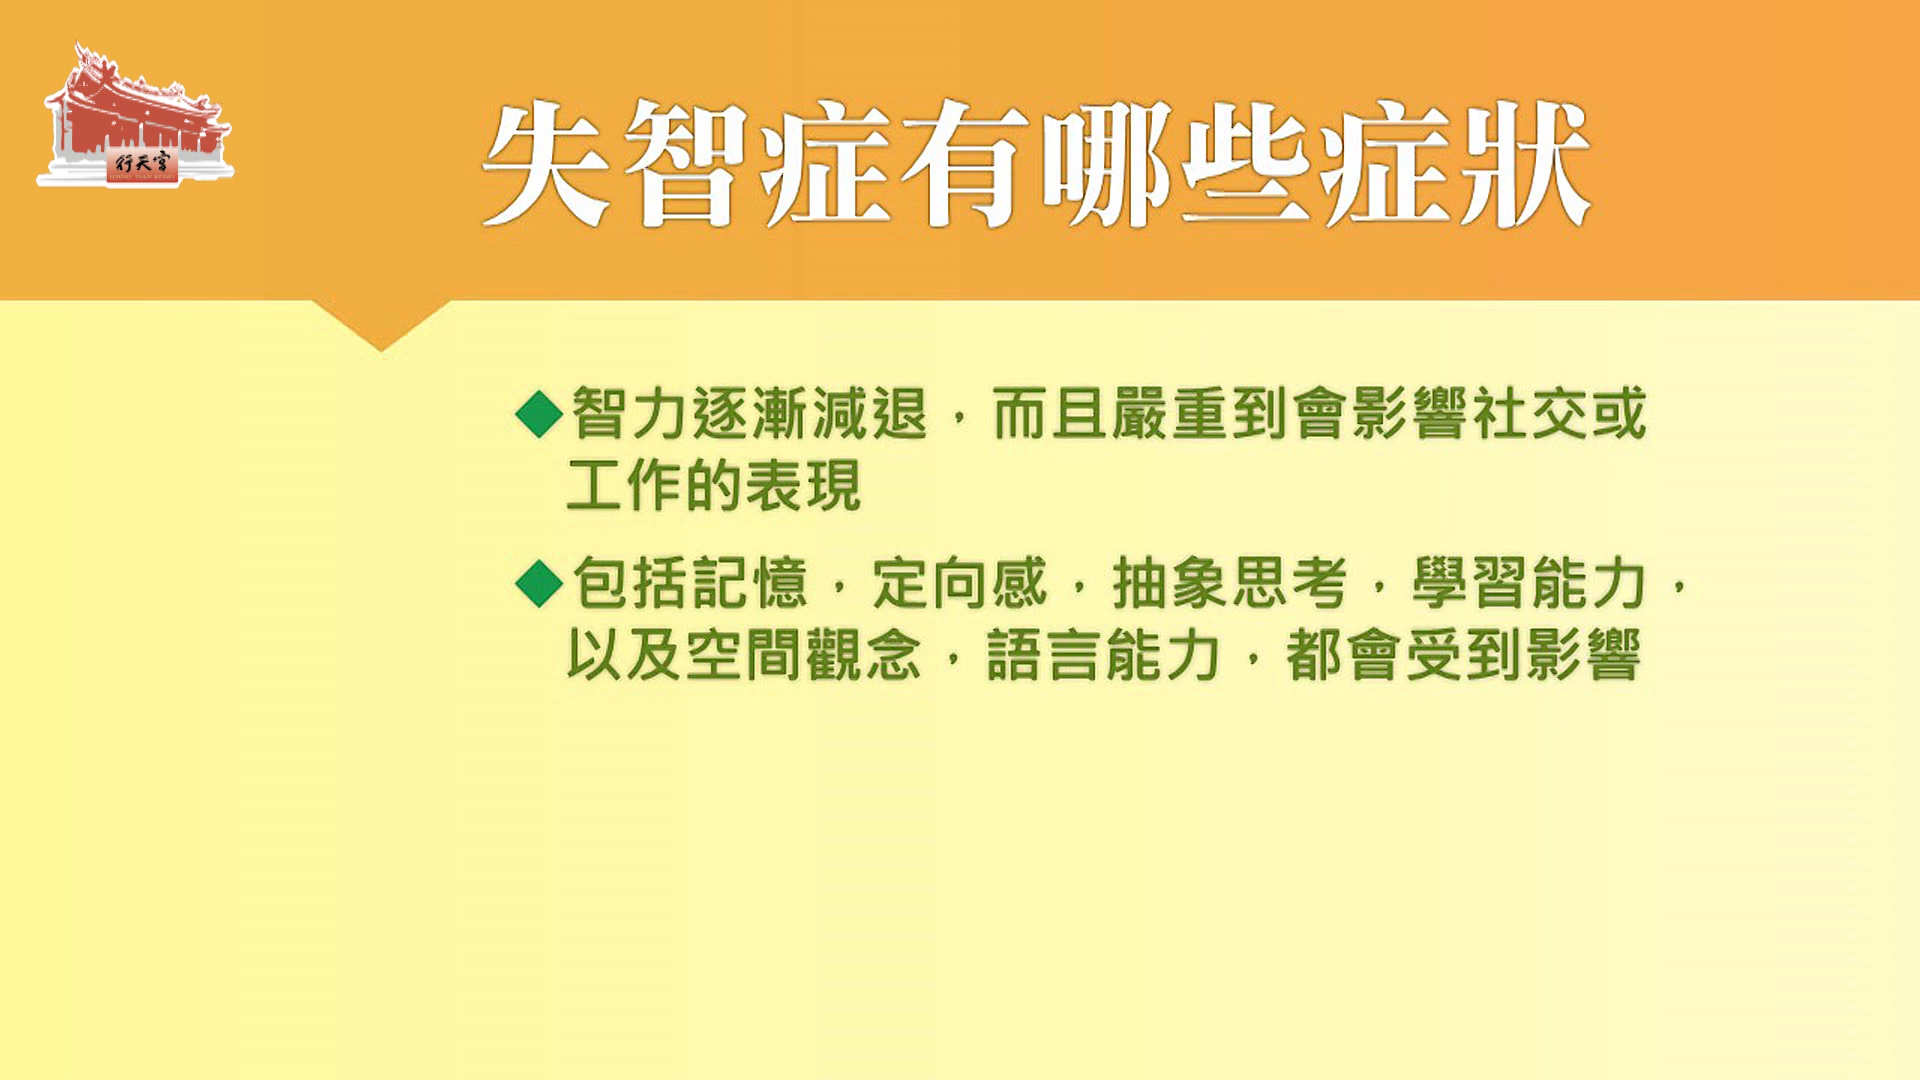 行天宮
HSING TIAN KONG
失智症有哪些症狀
◆智力逐漸減退，而且嚴重到會影響社交或
工作的表現
◆包括記憶，定向感，抽象思考，學習能力，
以及空間觀念，語言能力，都會受到影響